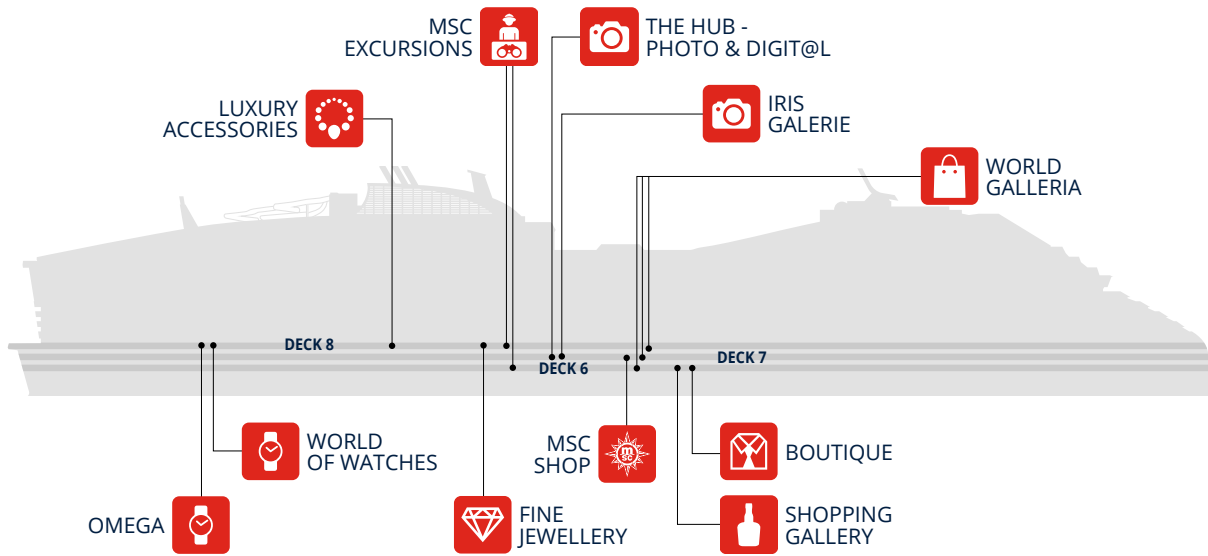 MSC
EXCURSIONS
THE HUB -
PHOTO & DIGIT@L
LUXURY
ACCESSORIES
IRIS
GALERIE
WORLD
GALLERIA
DECK 8
DECK 7
DECK 6
WORLD
OF WATCHES
MSC
SHOP
msc
BOUTIQUE
OMEGA
FINE
JEWELLERY
SHOPPING
GALLERY